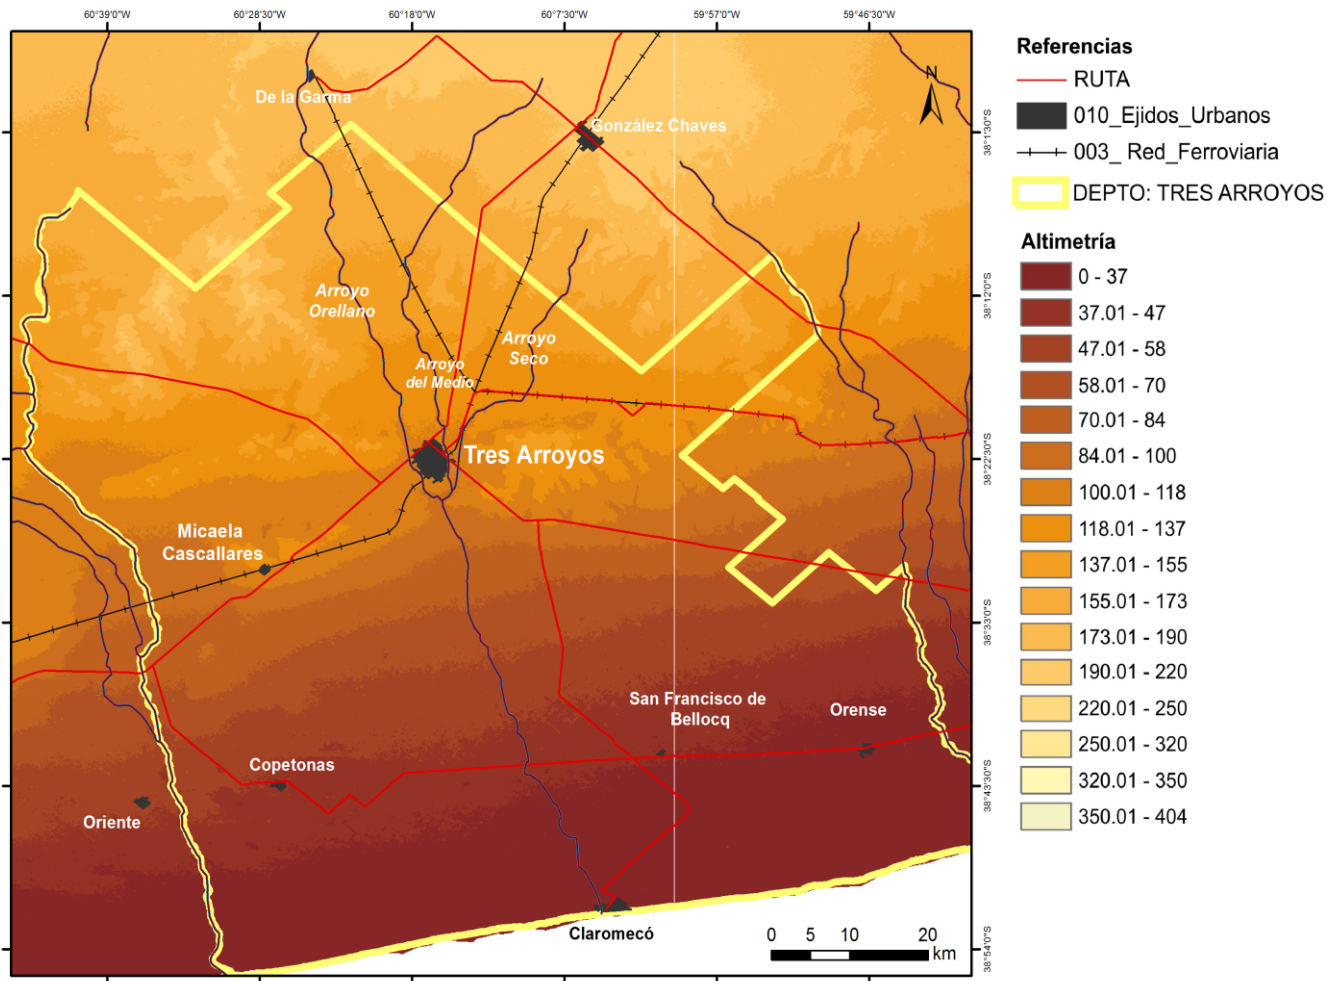 60°39'0"W
60°28'30"W
60°18'0"W
60°7'30"W
59°57'0"W
59°46'30"W
N
De la Garma
González Chaves
Arroyo
Orellano
Arroyo
Seco
Arroyo
del Medio
Tres Arroyos
Micaela
Cascallares
San Francisco de
Bellocq
Orense
Copetonas
Oriente
Claromecó
0 5 10 20
km
38°1'30"S
38°12'0"S
38°22'30"S
38°33'0"S
38°43'30"S
38°54'0"S
Referencias
RUTA
010_Ejidos_Urbanos
003_ Red_Ferroviaria
DEPTO: TRES ARROYOS
Altimetría
0 - 37
37.01 - 47
47.01 - 58
58.01 - 70
70.01 - 84
84.01 - 100
100.01 - 118
118.01 - 137
137.01 - 155
155.01 - 173
173.01 - 190
190.01 - 220
220.01 - 250
250.01 - 320
320.01 - 350
350.01 - 404